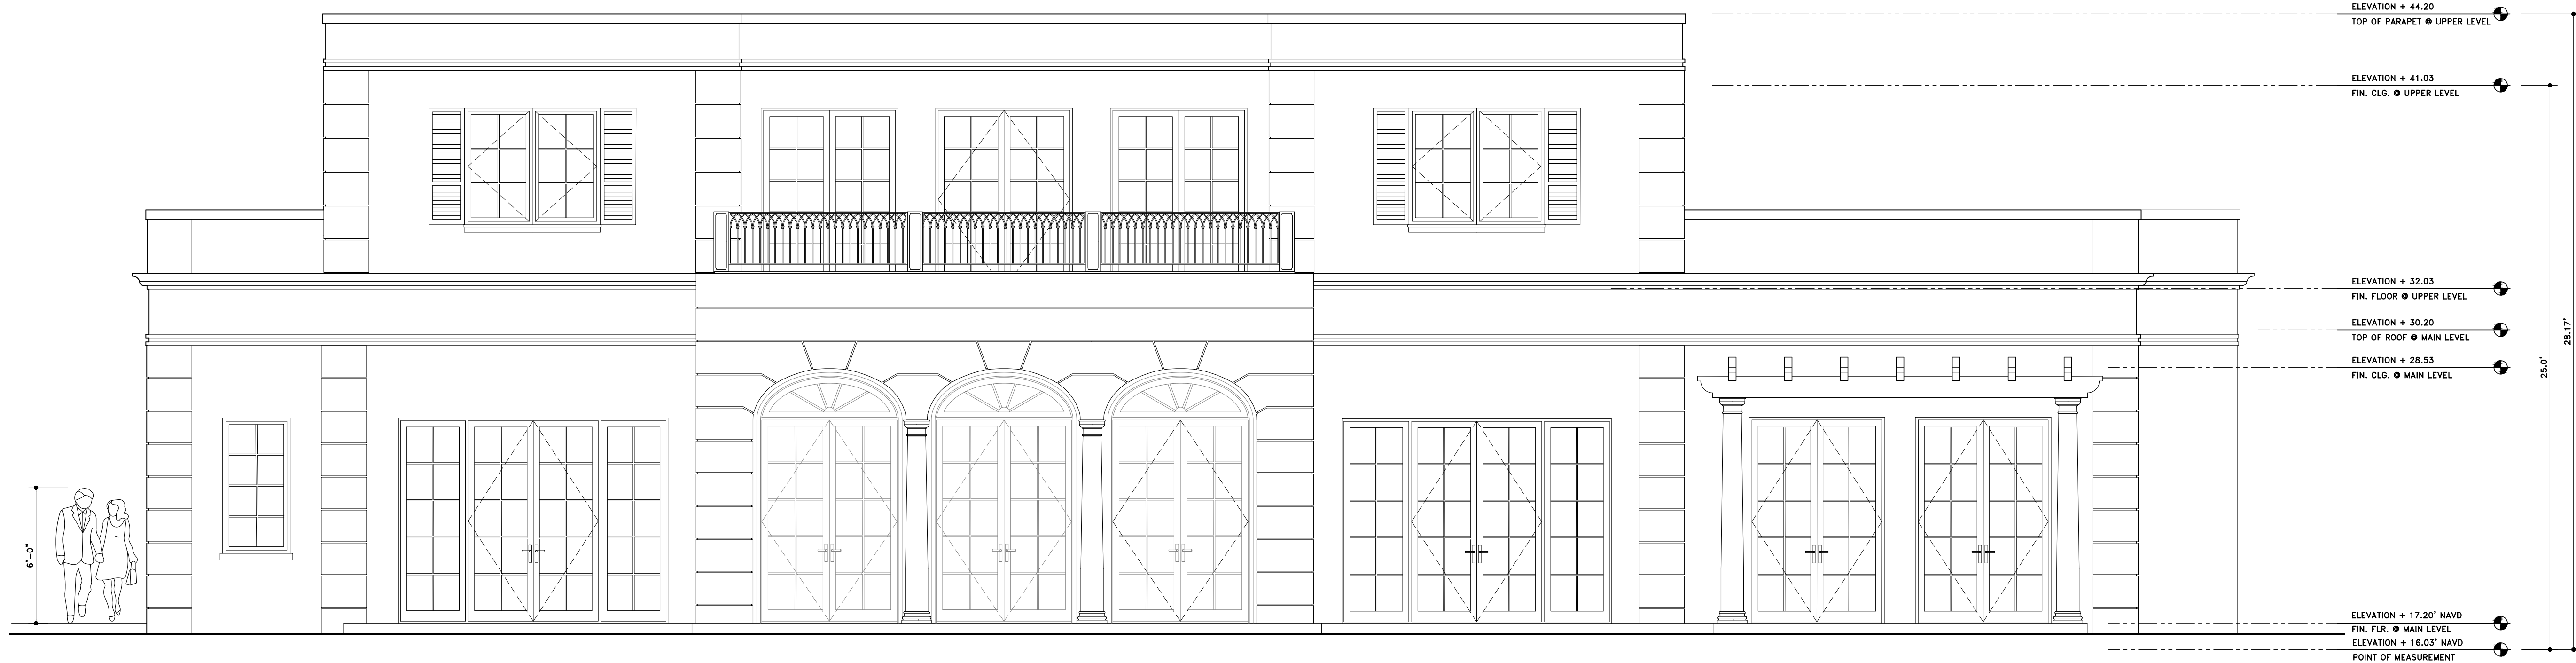 ELEVATION + 44.20
TOP OF PARAPET @ UPPER LEVEL
ELEVATION + 41.03
FIN. CLG. @ UPPER LEVEL
ELEVATION + 32.03
FIN. FLOOR @ UPPER LEVEL
ELEVATION + 30.20
TOP OF ROOF @ MAIN LEVEL
ELEVATION + 28.53
FIN. CLG. @ MAIN LEVEL
25.0'
28.17'
6'-0"
ELEVATION + 17.20' NAVD
FIN. FLR. @ MAIN LEVEL
ELEVATION + 16.03' NAVD
POINT OF MEASUREMENT